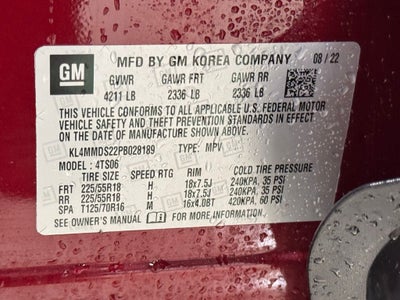 GM
MFD BY GM KOREA COMPANY 08/22
GVWR GAWR FRT GAWR RR
4211 LB 2336 LB 2336 LB
THIS VEHICLE CONFORMS TO ALL APPLICABLE U.S. FEDERAL MOTOR
VEHICLE SAFETY AND THEFT PREVENTION STANDARDS IN EFFECT
ON THE DATE OF MANUFACTURE SHOWN ABOVE.
KL4MMDS22PB028189 TYPE: MPV
MODEL: 4TS06
TIRE SIZE SPEED RTG RIM COLD TIRE PRESSURE
FRT 225/55R18 H 18x7.5J 240KPA, 35 PSI
RR 225/55R18 H 18x7.5J 240KPA, 35 PSI
SPA T125/70R16 M 16x4.0BT 420KPA, 60 PSI
SEE OWNER'S MANUAL FOR MORE INFORMATION.